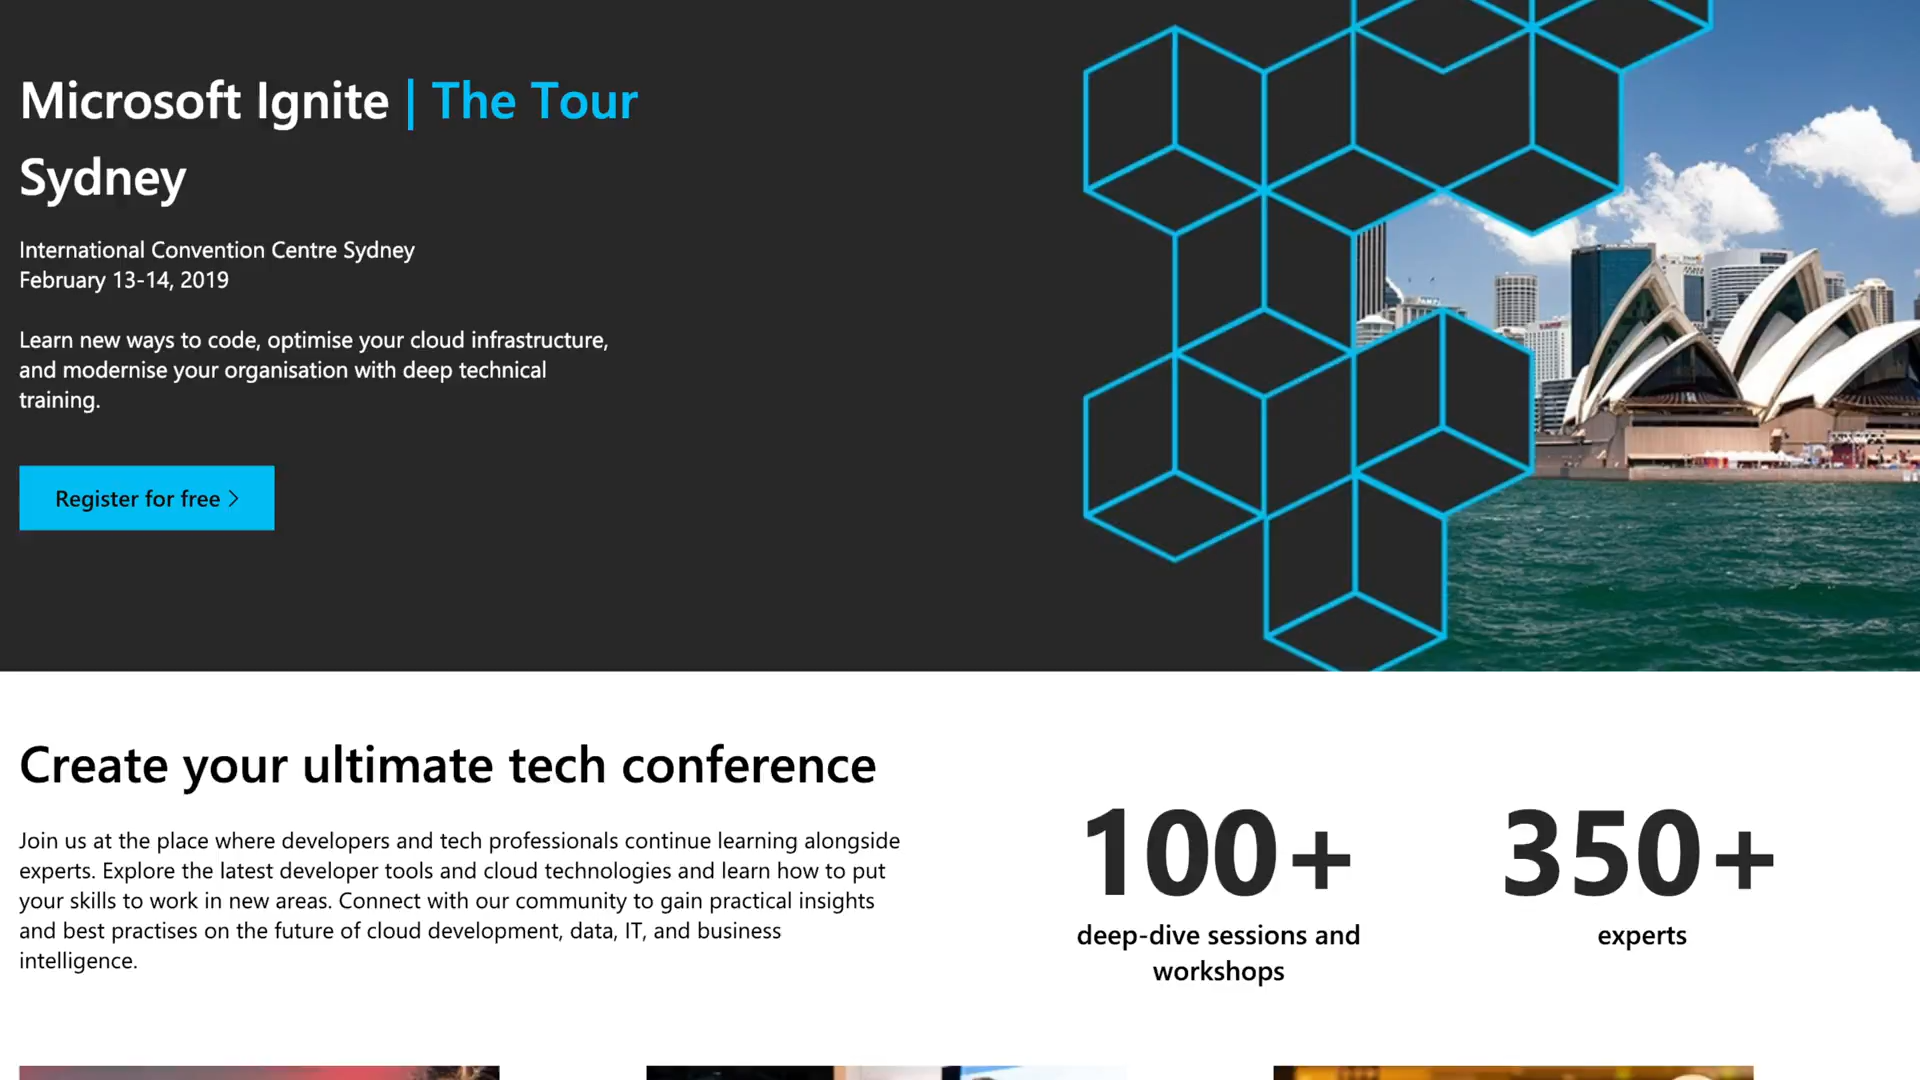 Microsoft Ignite | The Tour
Sydney
International Convention Centre Sydney
February 13-14, 2019
Learn new ways to code, optimise your cloud infrastructure,
and modernise your organisation with deep technical
training.
Register for free >
Create your ultimate tech conference
Join us at the place where developers and tech professionals continue learning alongside
experts. Explore the latest developer tools and cloud technologies and learn how to put
your skills to work in new areas. Connect with our community to gain practical insights
and best practises on the future of cloud development, data, IT, and business
intelligence.
100+
deep-dive sessions and
workshops
350+
experts